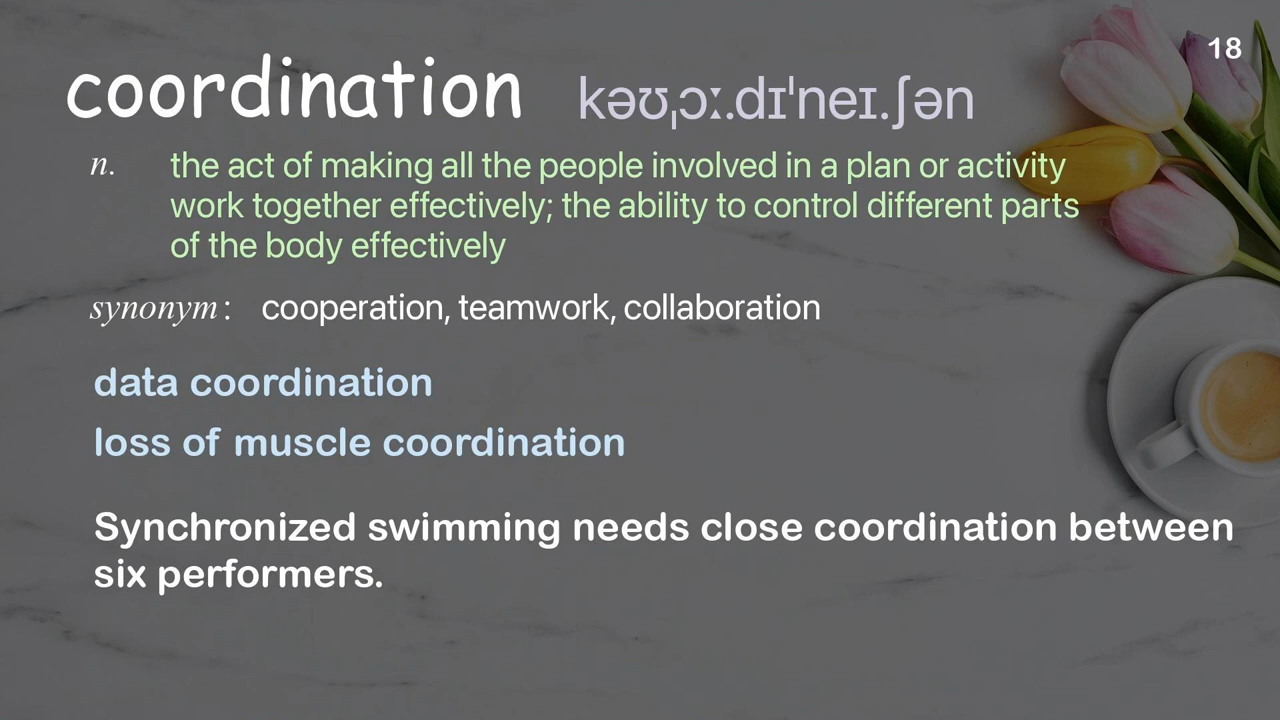 18
coordination kəʊˌɔː.dɪˈneɪ.ʃən
n. the act of making all the people involved in a plan or activity
work together effectively; the ability to control different parts
of the body effectively
synonym: cooperation, teamwork, collaboration
data coordination
loss of muscle coordination
Synchronized swimming needs close coordination between
six performers.